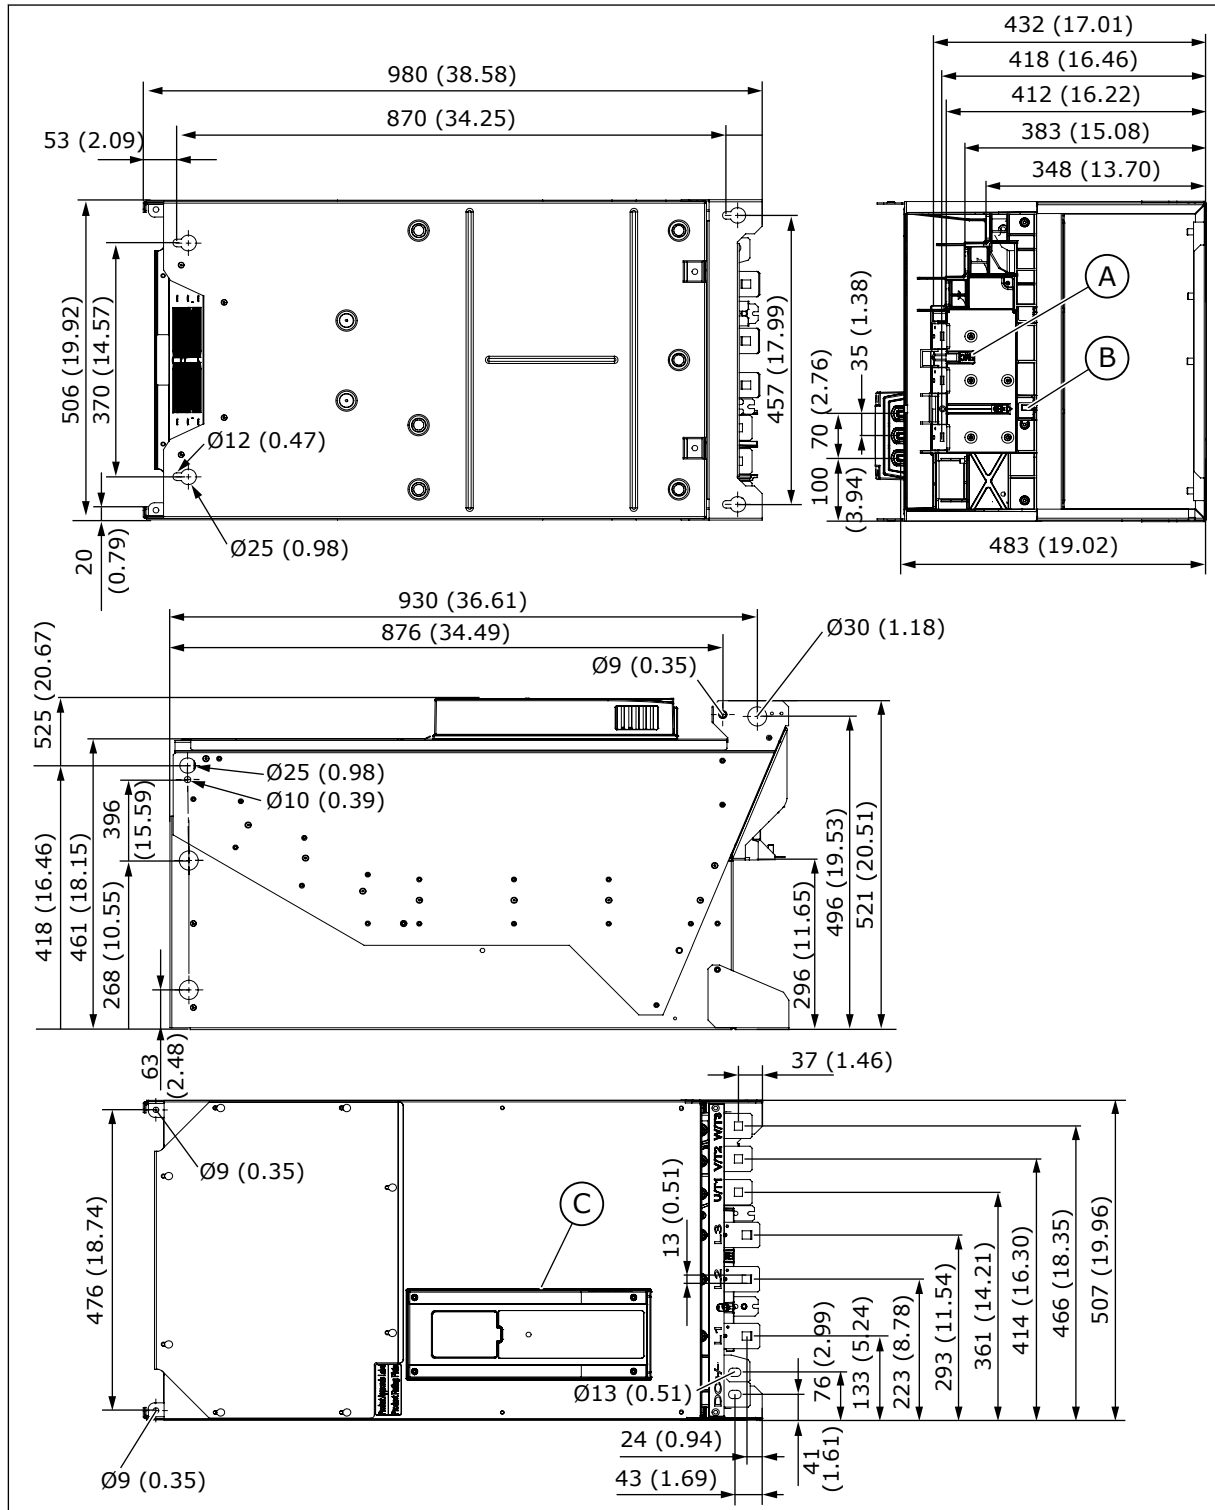 980 (38.58)
870 (34.25)
53 (2.09)
506 (19.92)
370 (14.57)
Ø12 (0.47)
Ø25 (0.98)
20
(0.79)
457 (17.99)
432 (17.01)
418 (16.46)
412 (16.22)
383 (15.08)
348 (13.70)
A
B
35 (1.38)
70 (2.76)
100
(3.94)
483 (19.02)
930 (36.61)
876 (34.49)
Ø30 (1.18)
Ø9 (0.35)
525 (20.67)
Ø25 (0.98)
Ø10 (0.39)
396
(15.59)
418 (16.46)
461 (18.15)
268 (10.55)
63
(2.48)
296 (11.65)
496 (19.53)
521 (20.51)
37 (1.46)
476 (18.74)
Ø9 (0.35)
C
13 (0.51)
W/T3
V/T2
U/T1
L3
L2
L1
Product Rating Plate
Ø13 (0.51)
76 (2.99)
133 (5.24)
223 (8.78)
293 (11.54)
361 (14.21)
414 (16.30)
466 (18.35)
507 (19.96)
24 (0.94)
41
(1.61)
43 (1.69)
Ø9 (0.35)